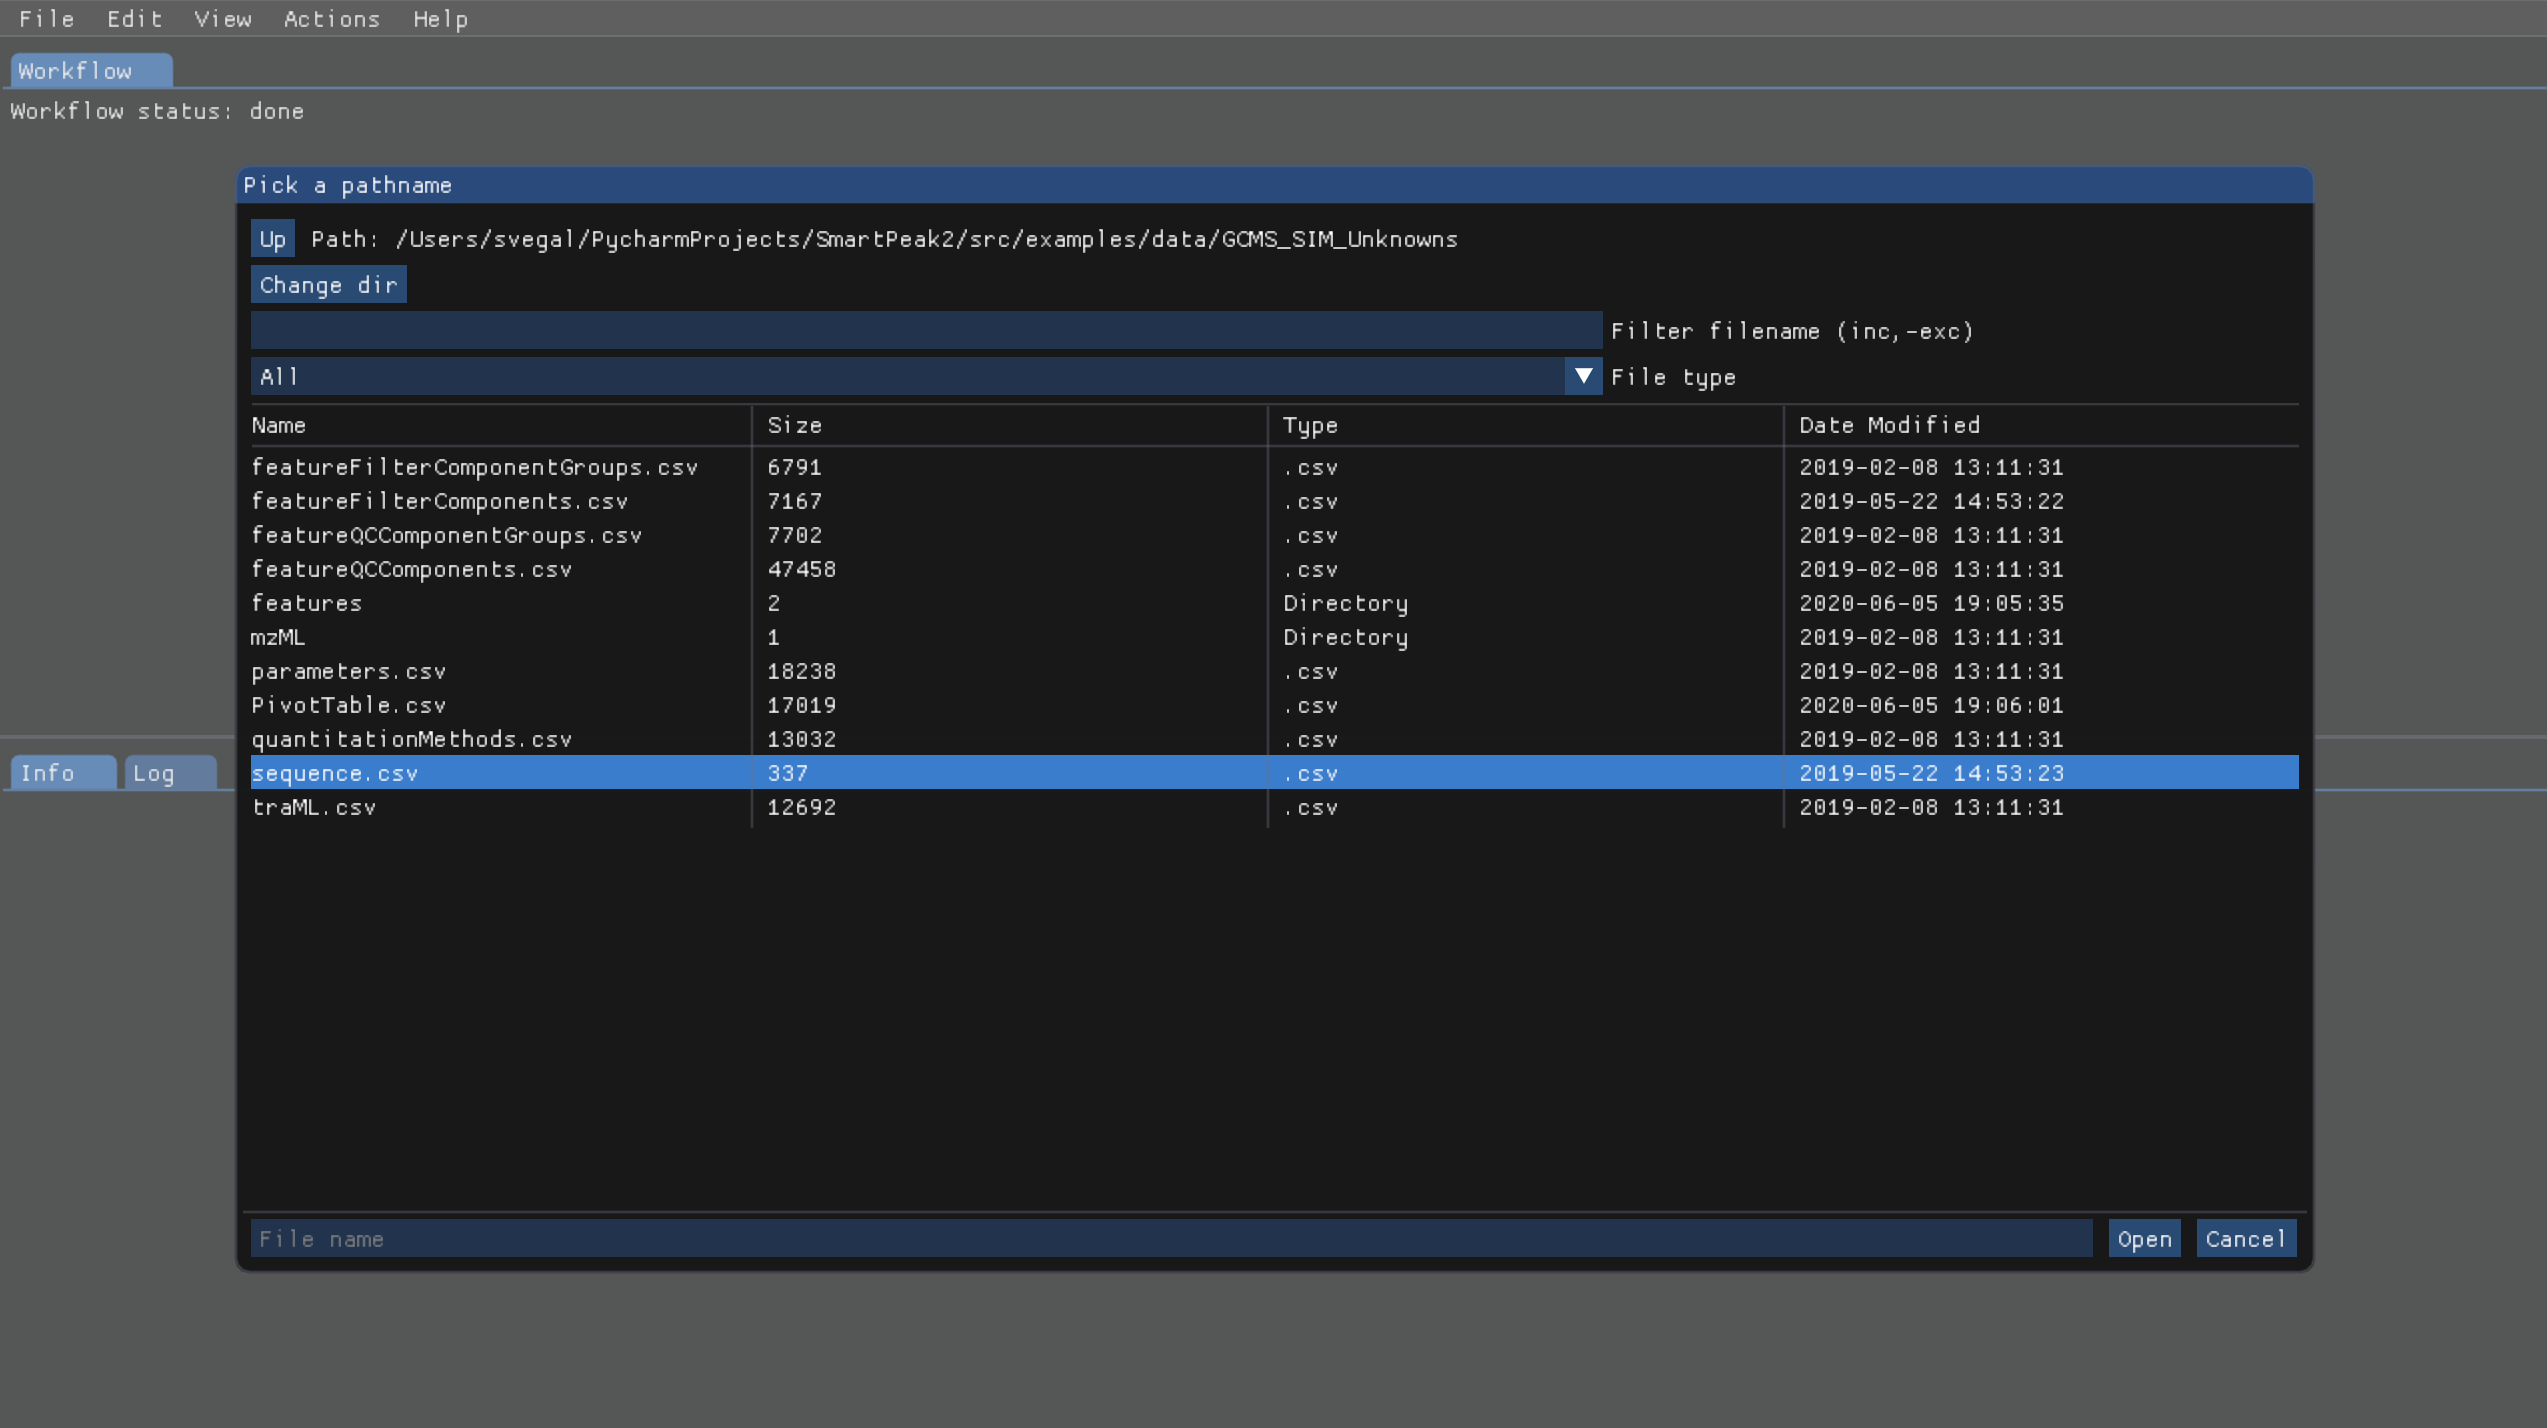 File Edit View Actions Help
Workflow
Workflow status: done
Pick a pathname
Up Path: /Users/svegal/PycharmProjects/SmartPeak2/src/examples/data/GCMS_SIM_Unknowns
Change dir
Filter filename (inc,-exc)
All File type
Name Size Type Date Modified
featureFilterComponentGroups.csv 6791 .csv 2019-02-08 13:11:31
featureFilterComponents.csv 7167 .csv 2019-05-22 14:53:22
featureQCComponentGroups.csv 7702 .csv 2019-02-08 13:11:31
featureQCComponents.csv 47458 .csv 2019-02-08 13:11:31
features 2 Directory 2020-06-05 19:05:35
mzML 1 Directory 2019-02-08 13:11:31
parameters.csv 18238 .csv 2019-02-08 13:11:31
PivotTable.csv 17019 .csv 2020-06-05 19:06:01
quantitationMethods.csv 13032 .csv 2019-02-08 13:11:31
Info Log
sequence.csv 337 .csv 2019-05-22 14:53:23
traML.csv 12692 .csv 2019-02-08 13:11:31
File name Open Cancel